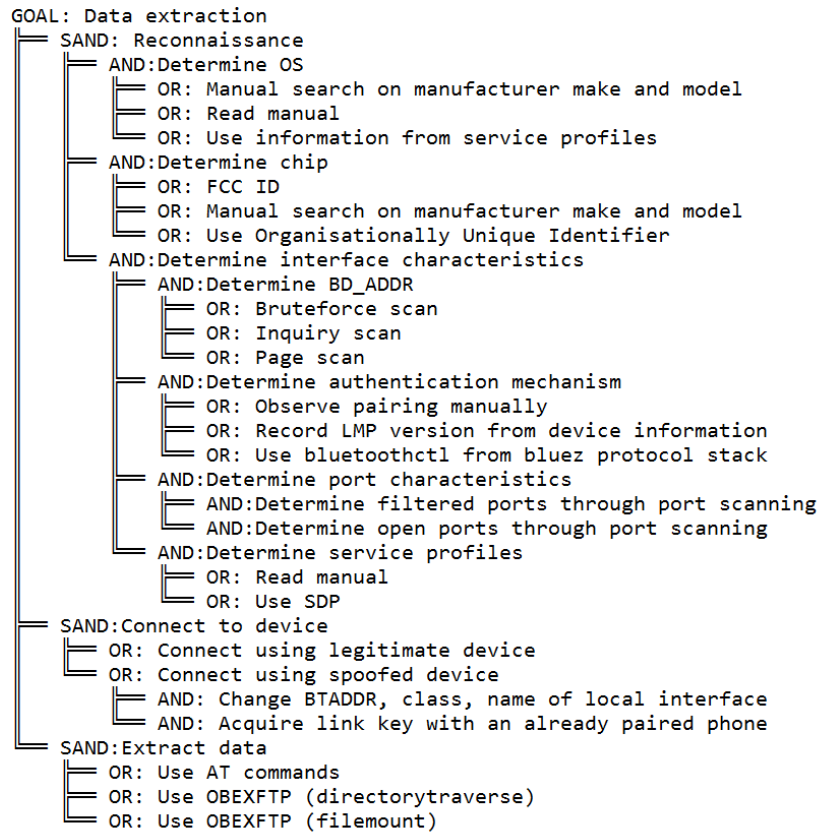 GOAL: Data extraction
SAND: Reconnaissance
AND:Determine OS
OR: Manual search on manufacturer make and model
OR: Read manual
OR: Use information from service profiles
AND:Determine chip
OR: FCC ID
OR: Manual search on manufacturer make and model
OR: Use Organisationally Unique Identifier
AND:Determine interface characteristics
AND:Determine BD_ADDR
OR: Bruteforce scan
OR: Inquiry scan
OR: Page scan
AND:Determine authentication mechanism
OR: Observe pairing manually
OR: Record LMP version from device information
OR: Use bluetoothctl from bluez protocol stack
AND:Determine port characteristics
AND:Determine filtered ports through port scanning
AND:Determine open ports through port scanning
AND:Determine service profiles
OR: Read manual
OR: Use SDP
SAND:Connect to device
OR: Connect using legitimate device
OR: Connect using spoofed device
AND: Change BTADDR, class, name of local interface
AND: Acquire link key with an already paired phone
SAND:Extract data
OR: Use AT commands
OR: Use OBEXFTP (directorytraverse)
OR: Use OBEXFTP (filemount)